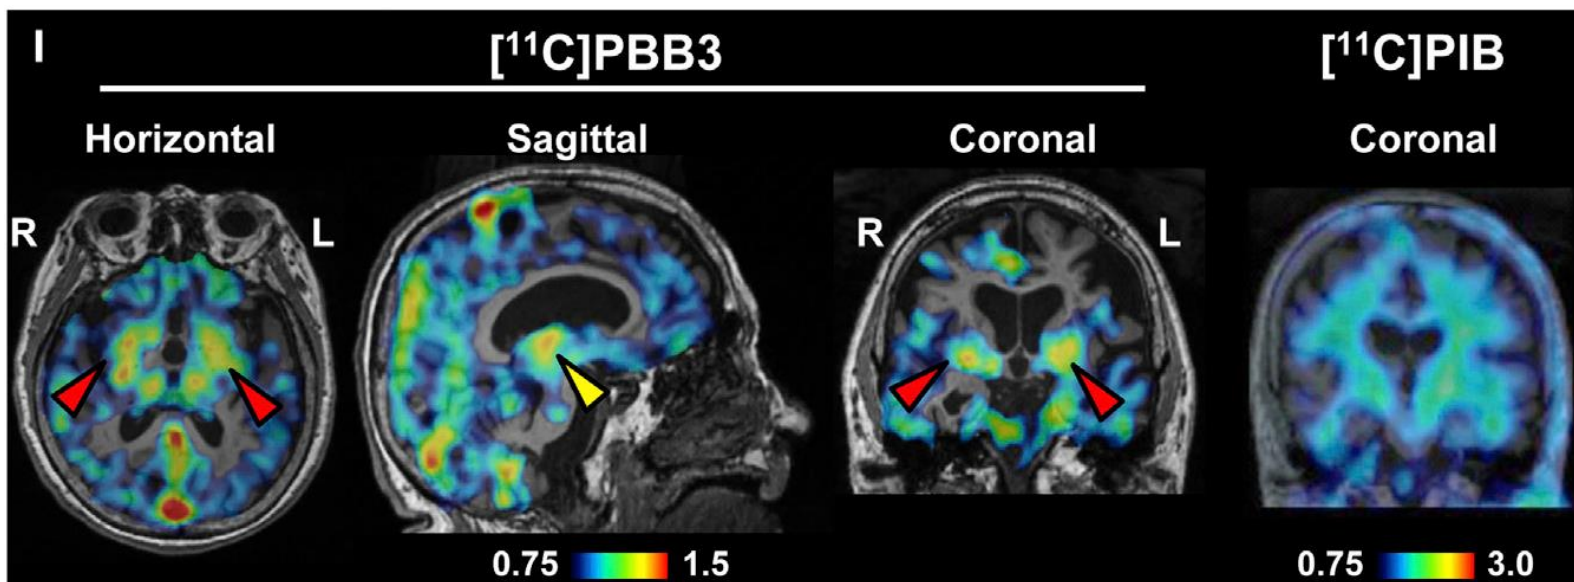 I
[¹¹C]PBB3
[¹¹C]PIB
Horizontal
Sagittal
Coronal
Coronal
R
L
R
L
0.75
1.5
0.75
3.0